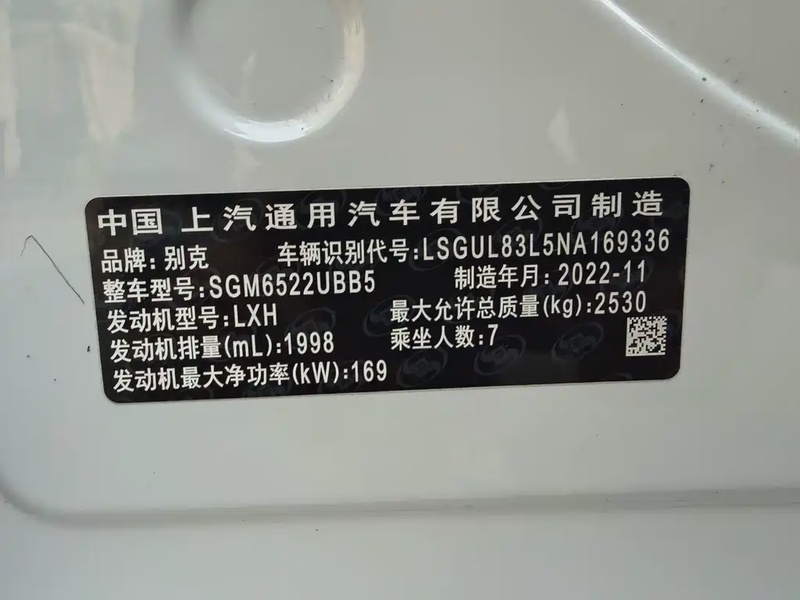 中国 上汽通用汽车有限公司制造
品牌:别克 车辆识别代号:LSGUL83L5NA169336
整车型号:SGM6522UBB5 制造年月:2022-11
发动机型号:LXH 最大允许总质量(kg):2530
发动机排量(mL):1998 乘坐人数:7
发动机最大净功率(kW):169